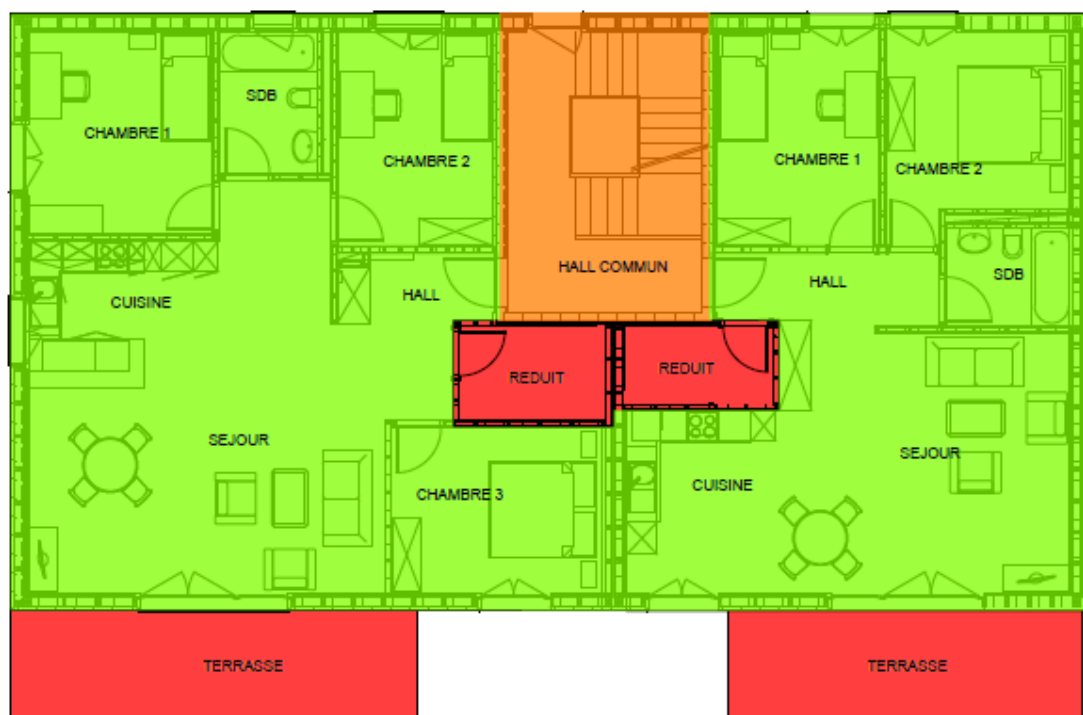 SDB
CHAMBRE 1
CHAMBRE 2
CHAMBRE 1
CHAMBRE 2
HALL COMMUN
HALL
HALL
SDB
CUISINE
REDUIT
REDUIT
SEJOUR
SEJOUR
CHAMBRE 3
CUISINE
TERRASSE
TERRASSE